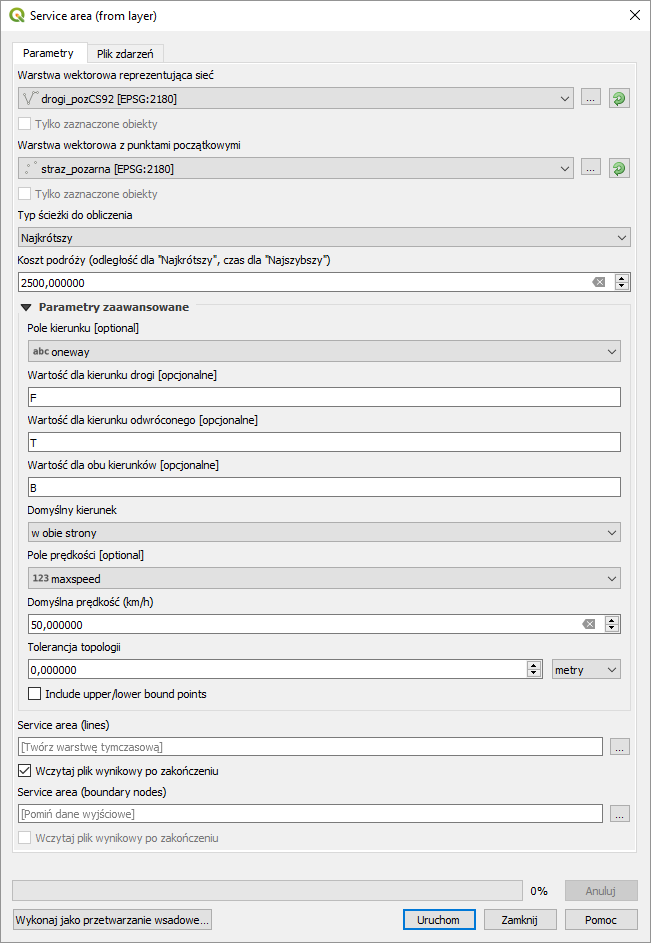 Service area (from layer)
Parametry
Plik zdarzeń
Warstwa wektorowa reprezentująca sieć
drogi_pozCS92 [EPSG:2180]
...
Tylko zaznaczone obiekty
Warstwa wektorowa z punktami początkowymi
straz_pozarna [EPSG:2180]
...
Tylko zaznaczone obiekty
Typ ścieżki do obliczenia
Najkrótszy
Koszt podróży (odległość dla "Najkrótszy", czas dla "Najszybszy")
2500,000000
Parametry zaawansowane
Pole kierunku [optional]
abc oneway
Wartość dla kierunku drogi [opcjonalne]
F
Wartość dla kierunku odwróconego [opcjonalne]
T
Wartość dla obu kierunków [opcjonalne]
B
Domyślny kierunek
w obie strony
Pole prędkości [optional]
123 maxspeed
Domyślna prędkość (km/h)
50,000000
Tolerancja topologii
0,000000
metry
Include upper/lower bound points
Service area (lines)
[Twórz warstwę tymczasową]
...
Wczytaj plik wynikowy po zakończeniu
Service area (boundary nodes)
[Pomiń dane wyjściowe]
...
Wczytaj plik wynikowy po zakończeniu
0%
Anuluj
Wykonaj jako przetwarzanie wsadowe...
Uruchom
Zamknij
Pomoc